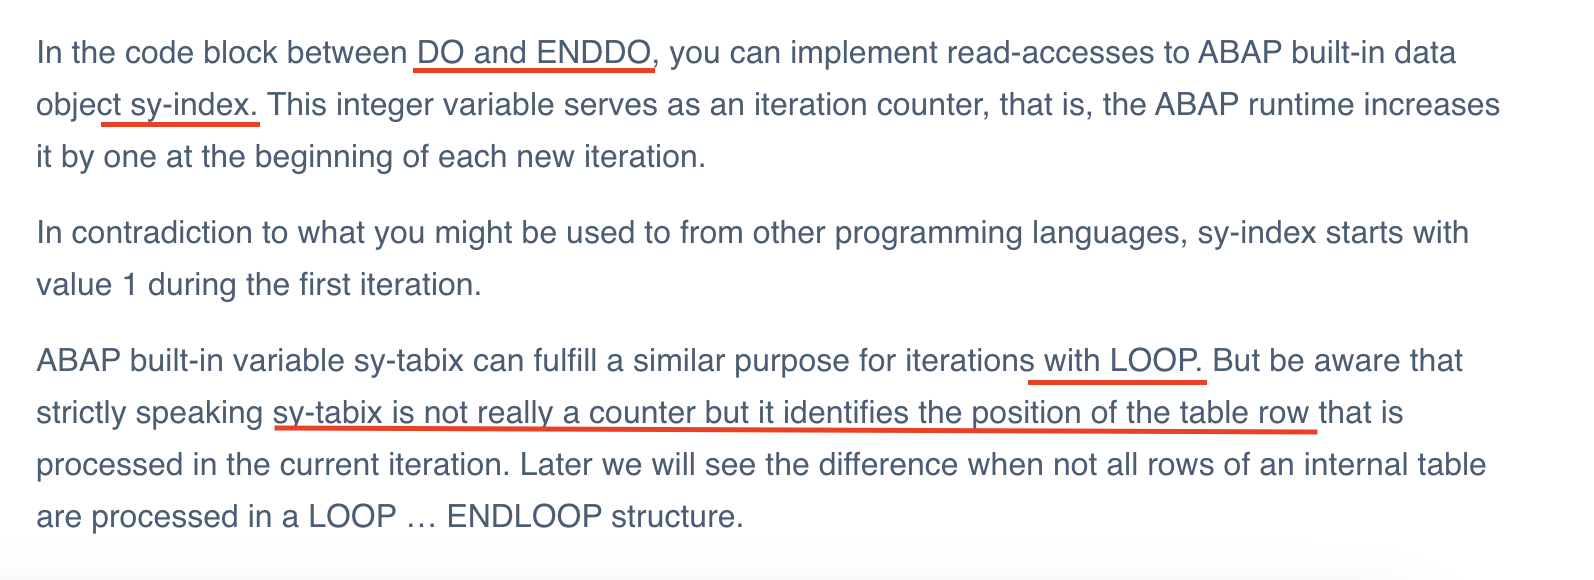 In the code block between DO and ENDDO, you can implement read-accesses to ABAP built-in data
object sy-index. This integer variable serves as an iteration counter, that is, the ABAP runtime increases
it by one at the beginning of each new iteration.
In contradiction to what you might be used to from other programming languages, sy-index starts with
value 1 during the first iteration.
ABAP built-in variable sy-tabix can fulfill a similar purpose for iterations with LOOP. But be aware that
strictly speaking sy-tabix is not really a counter but it identifies the position of the table row that is
processed in the current iteration. Later we will see the difference when not all rows of an internal table
are processed in a LOOP … ENDLOOP structure.